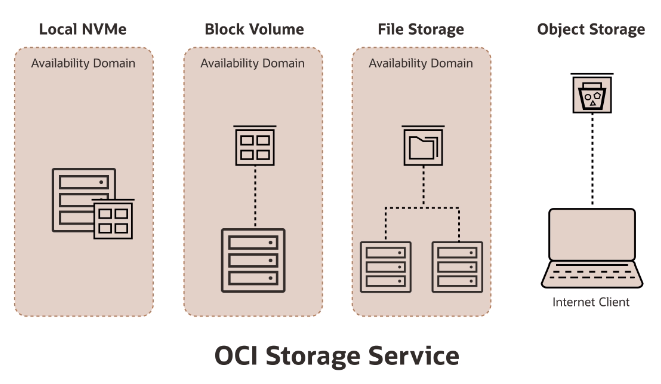 Local NVMe
Block Volume
File Storage
Object Storage
Availability Domain
Availability Domain
Availability Domain
Internet Client
OCI Storage Service